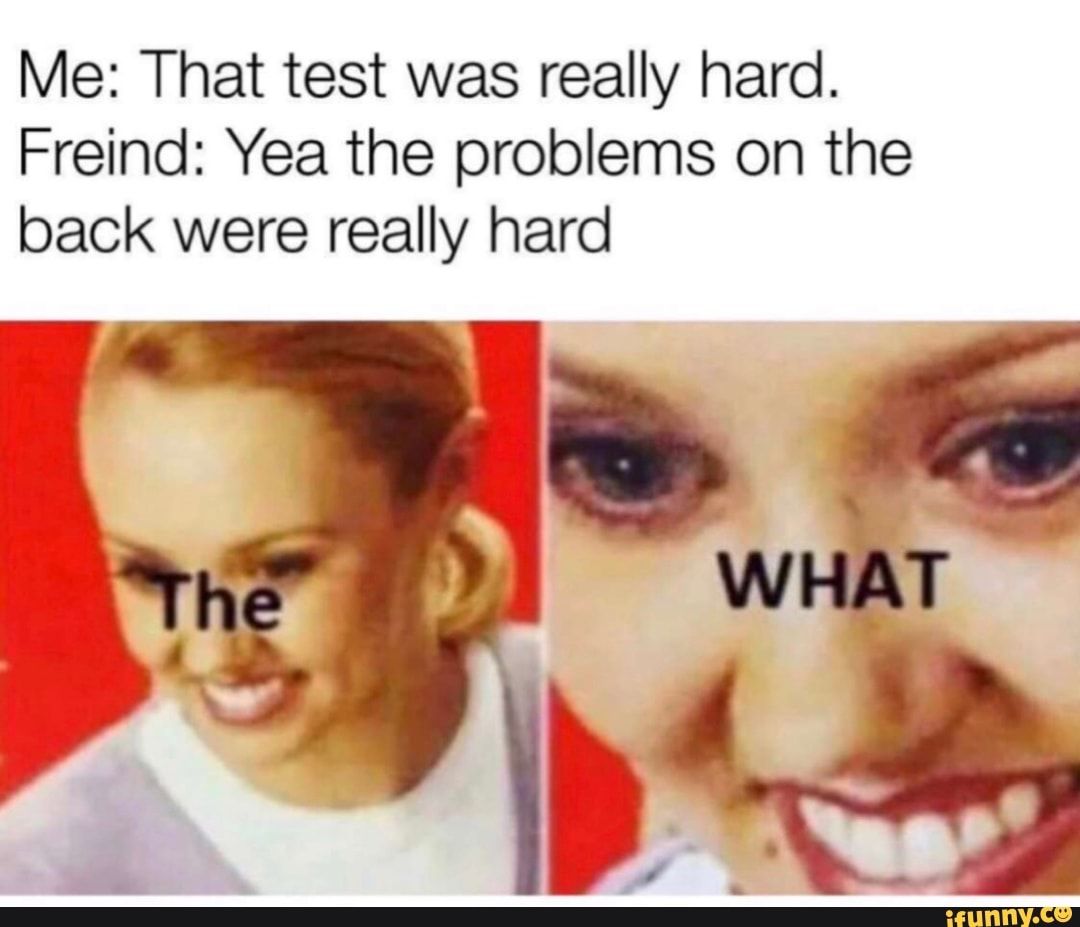 Me: That test was really hard.
Freind: Yea the problems on the
back were really hard
The
WHAT
ifunny.co